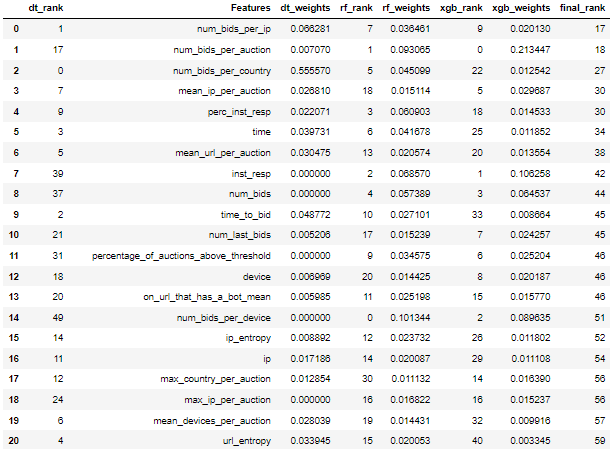 dt_rank Features dt_weights rf_rank rf_weights xgb_rank xgb_weights final_rank
0 1 num_bids_per_ip 0.066281 7 0.036461 9 0.020130 17
1 17 num_bids_per_auction 0.007070 1 0.093065 0 0.213447 18
2 0 num_bids_per_country 0.555570 5 0.045099 22 0.012542 27
3 7 mean_ip_per_auction 0.026810 18 0.015114 5 0.029687 30
4 9 perc_inst_resp 0.022071 3 0.060903 18 0.014533 30
5 3 time 0.039731 6 0.041678 25 0.011852 34
6 5 mean_url_per_auction 0.030475 13 0.020574 20 0.013554 38
7 39 inst_resp 0.000000 2 0.068570 1 0.106258 42
8 37 num_bids 0.000000 4 0.057389 3 0.064537 44
9 2 time_to_bid 0.048772 10 0.027101 33 0.008664 45
10 21 num_last_bids 0.005206 17 0.015239 7 0.024257 45
11 31 percentage_of_auctions_above_threshold 0.000000 9 0.034575 6 0.025204 46
12 18 device 0.006969 20 0.014425 8 0.020187 46
13 20 on_url_that_has_a_bot_mean 0.005985 11 0.025198 15 0.015770 46
14 49 num_bids_per_device 0.000000 0 0.101344 2 0.089635 51
15 14 ip_entropy 0.008892 12 0.023732 26 0.011802 52
16 11 ip 0.017186 14 0.020087 29 0.011108 54
17 12 max_country_per_auction 0.012854 30 0.011132 14 0.016390 56
18 24 max_ip_per_auction 0.000000 16 0.016822 16 0.015237 56
19 6 mean_devices_per_auction 0.028039 19 0.014431 32 0.009916 57
20 4 url_entropy 0.033945 15 0.020053 40 0.003345 59